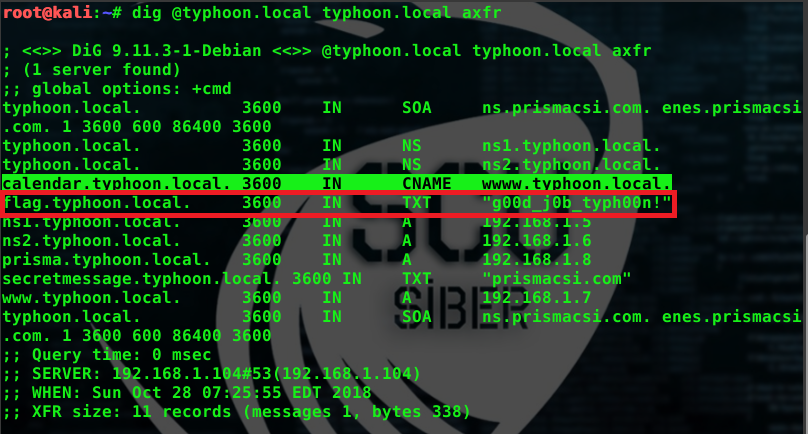 root@kali:~# dig @typhoon.local typhoon.local axfr
; <<>> DiG 9.11.3-1-Debian <<>> @typhoon.local typhoon.local axfr
; (1 server found)
;; global options: +cmd
typhoon.local. 3600 IN SOA ns.prismacsi.com. enes.prismacsi
.com. 1 3600 600 86400 3600
typhoon.local. 3600 IN NS ns1.typhoon.local.
typhoon.local. 3600 IN NS ns2.typhoon.local.
calendar.typhoon.local. 3600 IN CNAME wwww.typhoon.local.
flag.typhoon.local. 3600 IN TXT "g00d_j0b_typh00n!"
ns1.typhoon.local. 3600 IN A 192.168.1.5
ns2.typhoon.local. 3600 IN A 192.168.1.6
prisma.typhoon.local. 3600 IN A 192.168.1.8
secretmessage.typhoon.local. 3600 IN TXT "prismacsi.com"
www.typhoon.local. 3600 IN A 192.168.1.7
typhoon.local. 3600 IN SOA ns.prismacsi.com. enes.prismacsi
.com. 1 3600 600 86400 3600
;; Query time: 0 msec
;; SERVER: 192.168.1.104#53(192.168.1.104)
;; WHEN: Sun Oct 28 07:25:55 EDT 2018
;; XFR size: 11 records (messages 1, bytes 338)
SİBER